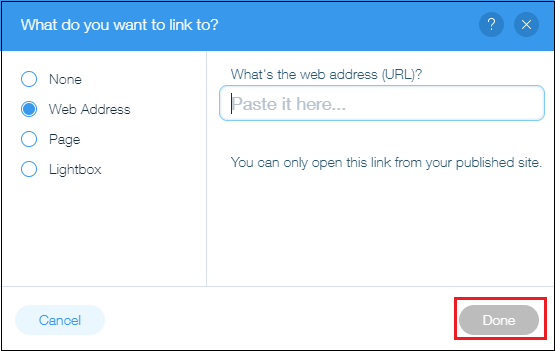 What do you want to link to?
?
None
Web Address
Page
Lightbox
What's the web address (URL)?
Paste it here...
You can only open this link from your published site.
Cancel
Done